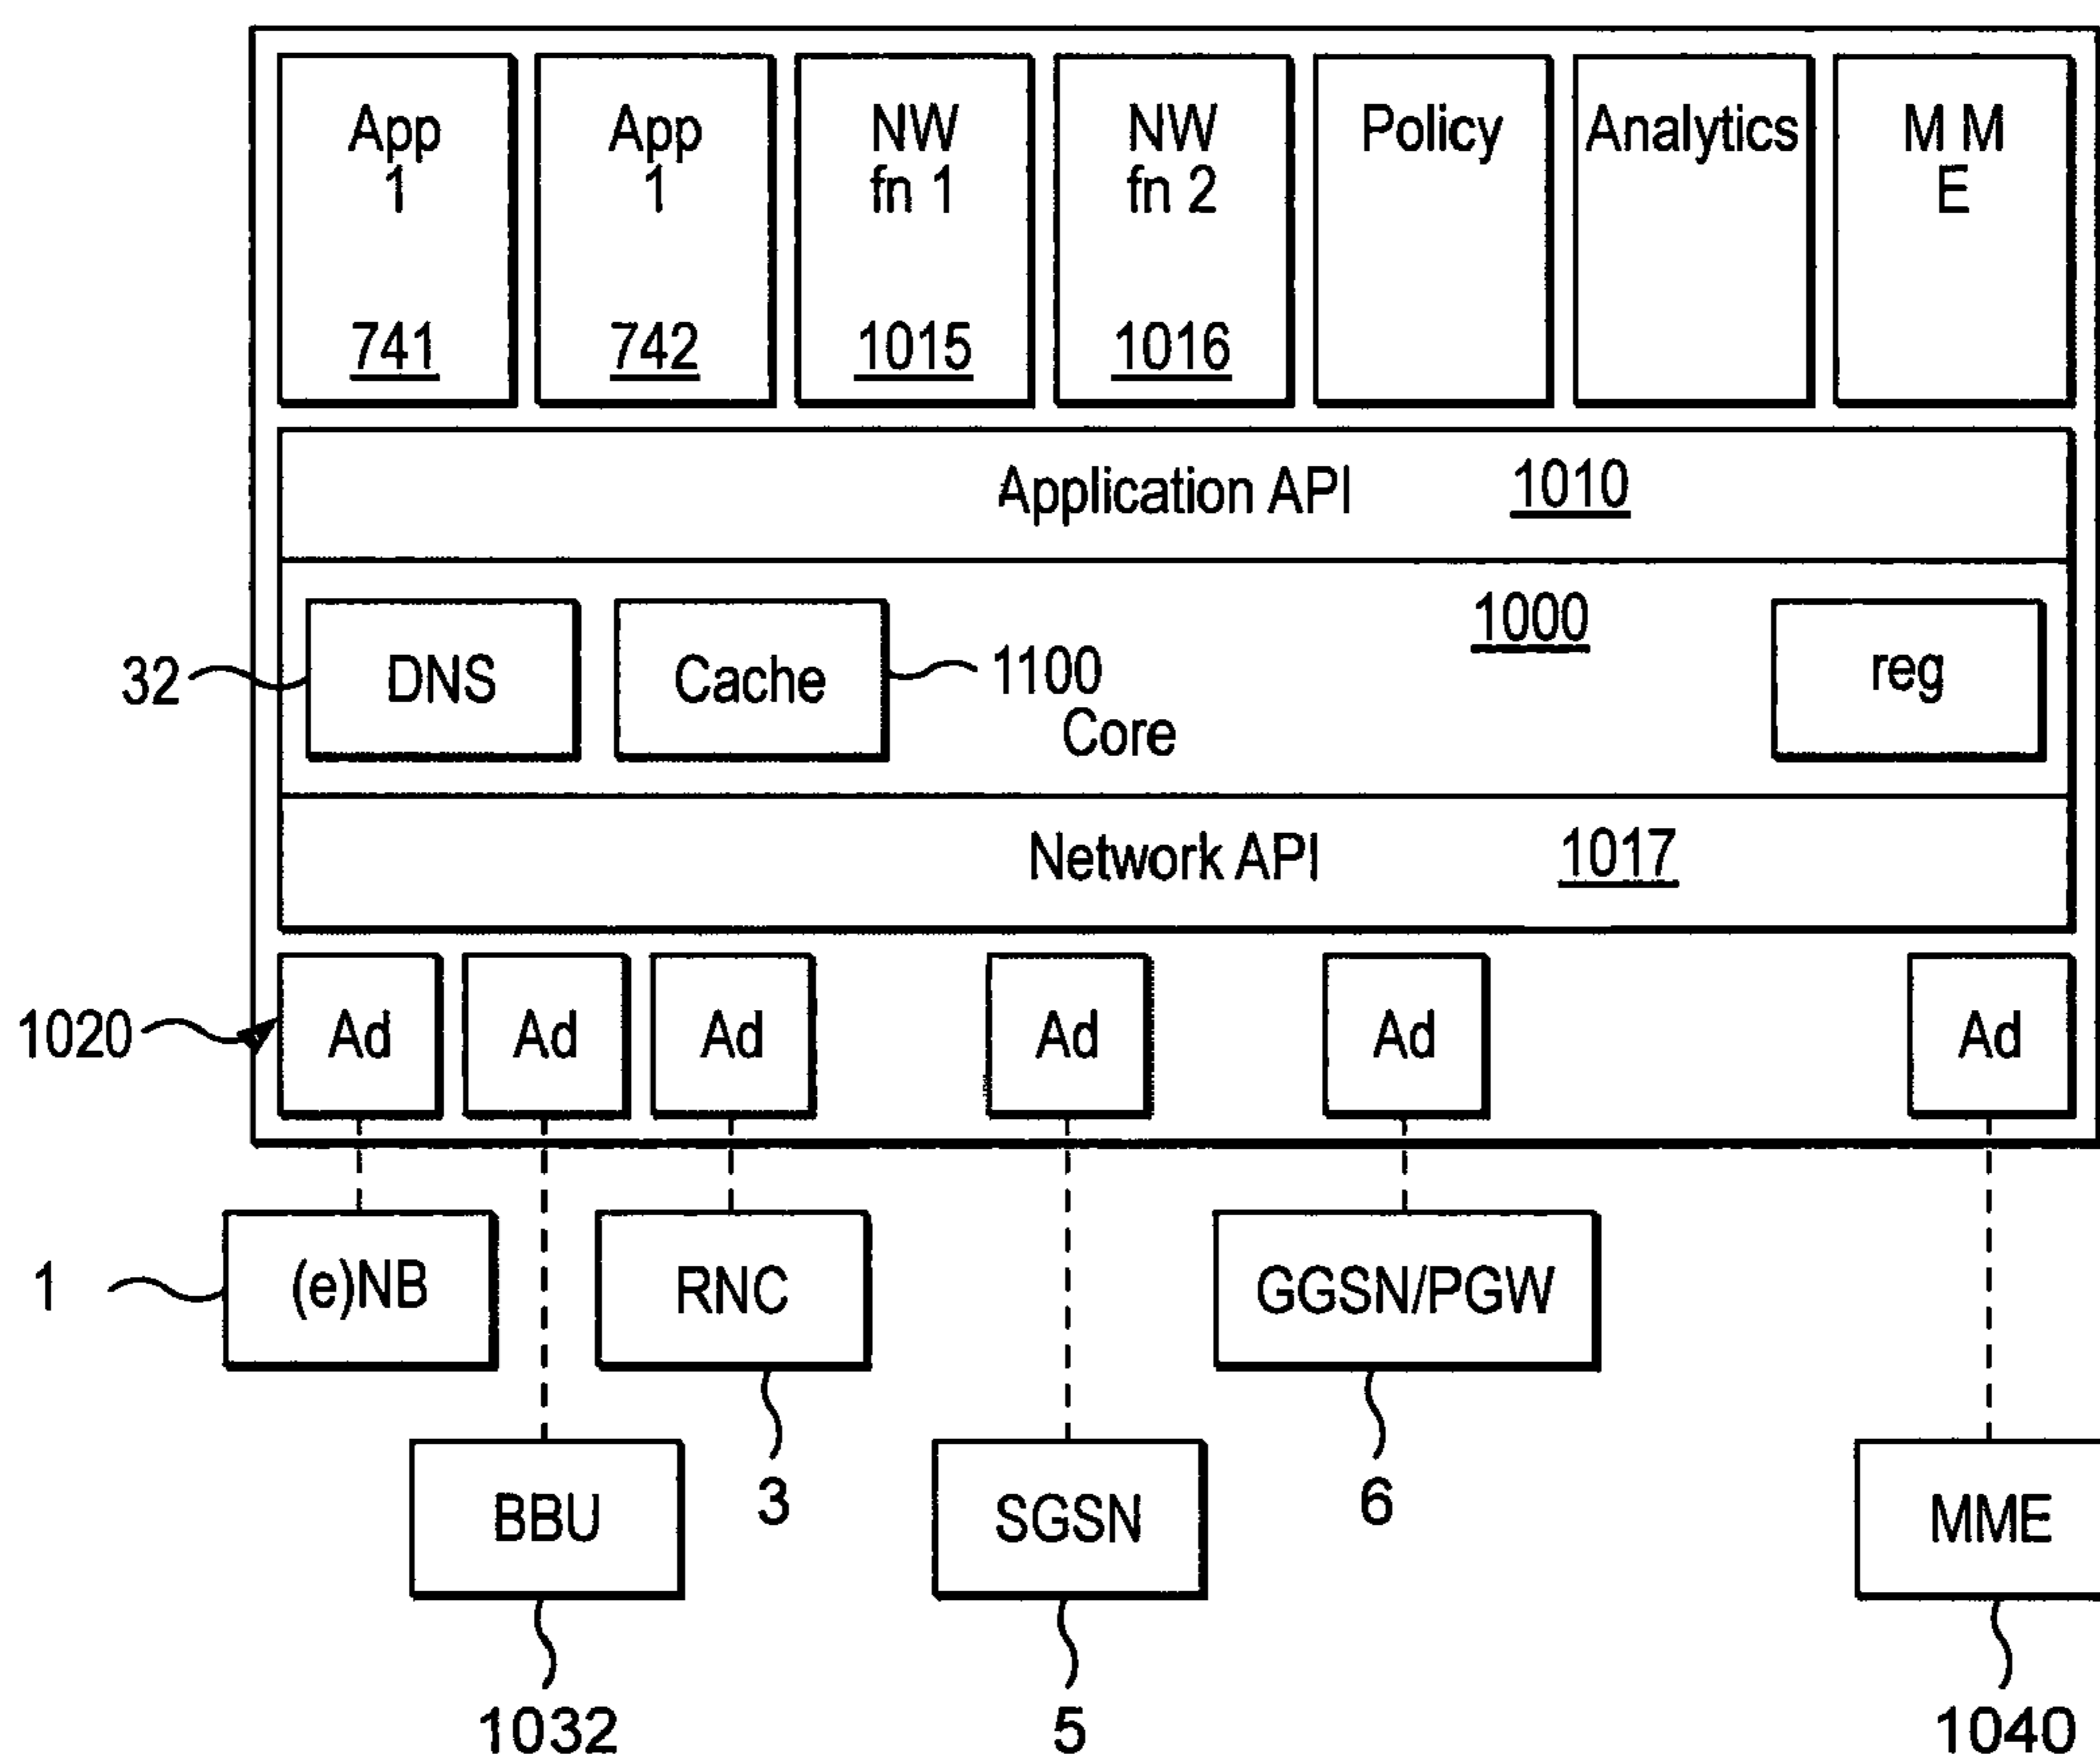 App
1
741
App
1
742
NW
fn 1
1015
NW
fn 2
1016
Policy
Analytics
M M
E
Application API 1010
1000
32
DNS
Cache
1100
Core
reg
Network API 1017
1020
Ad
Ad
Ad
Ad
Ad
Ad
1
(e)NB
RNC
GGSN/PGW
3
6
BBU
SGSN
MME
1032
5
1040